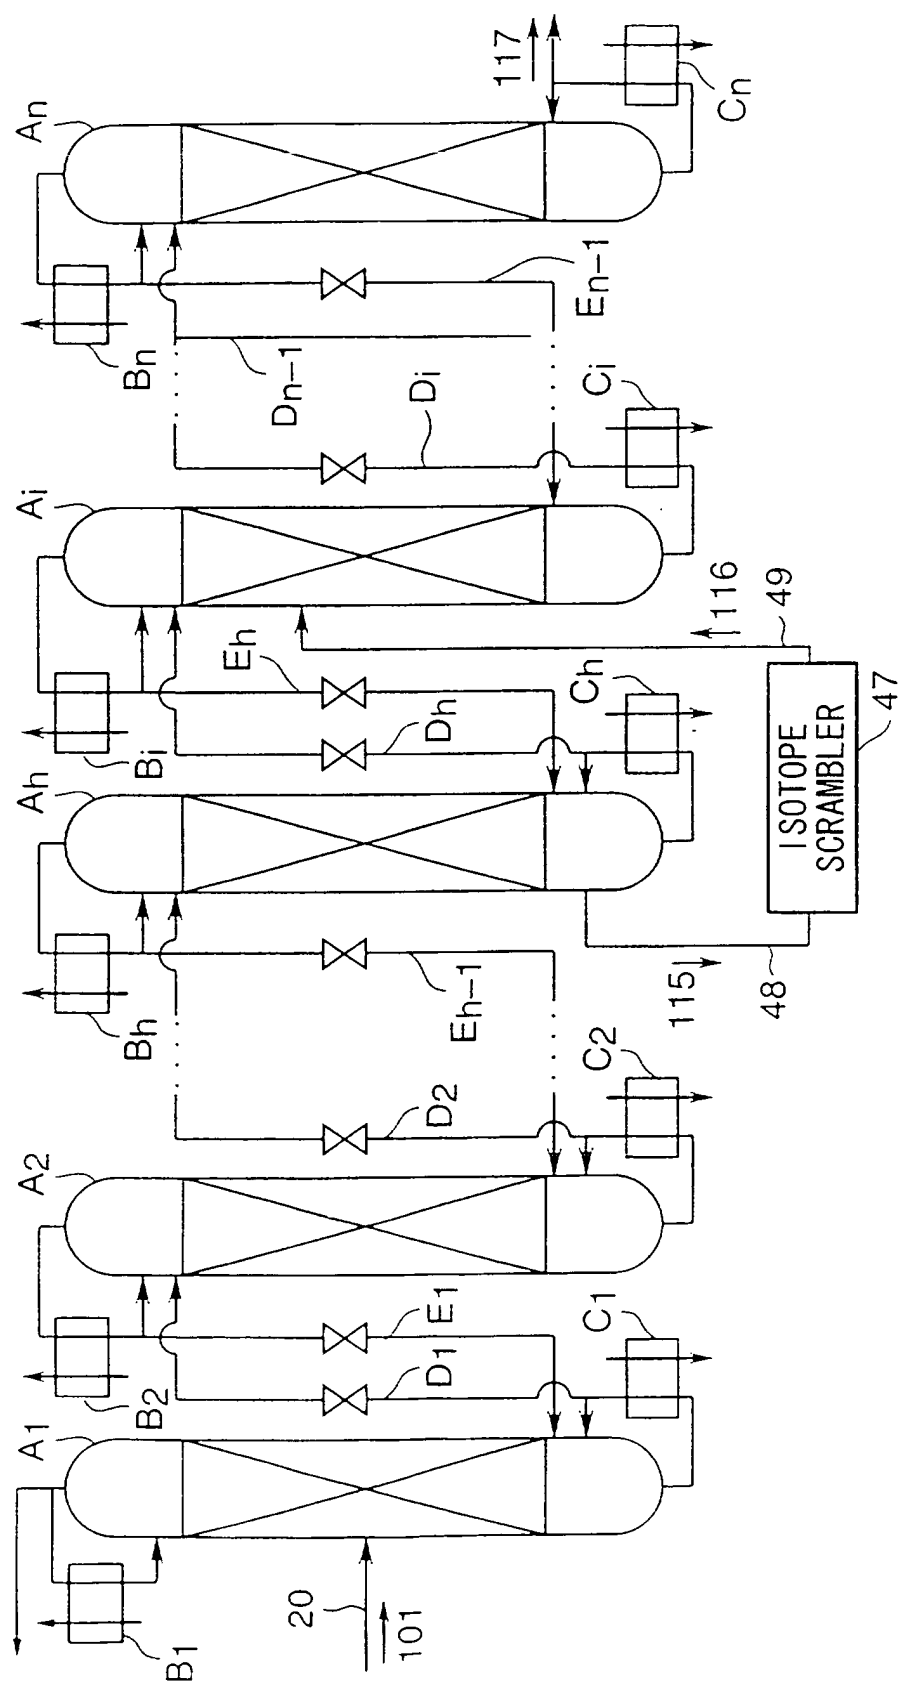 An
Bn
117
Cn
En-1
Dn-1
Di
Ci
Ai
Bi
Eh
Dh
Ch
116
49
ISOTOPE
SCRAMBLER
47
Ah
Bh
Eh-1
115
48
A2
B2
D2
C2
E1
D1
C1
A1
B1
20
101